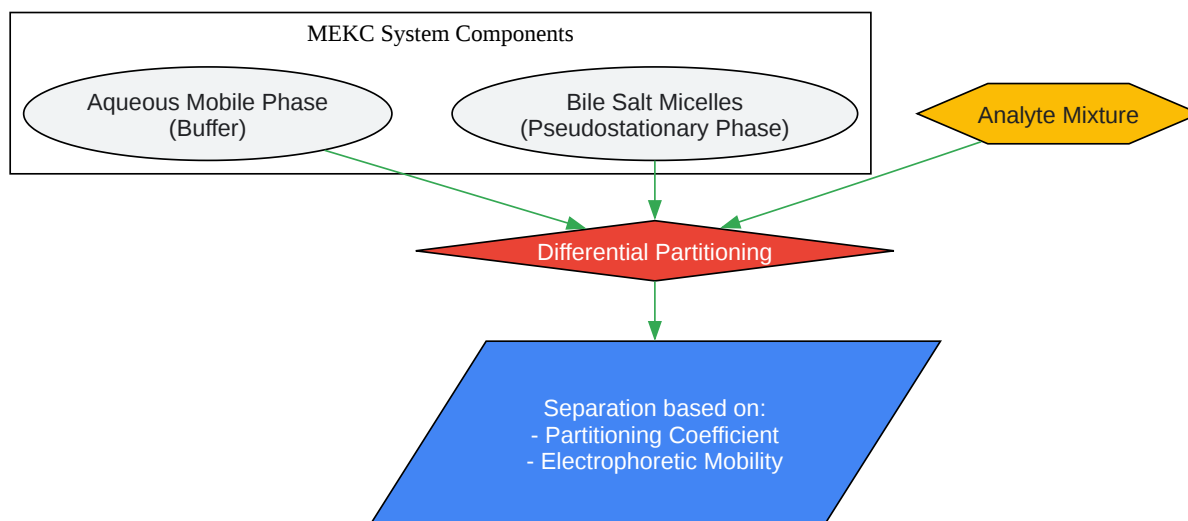 MEKC System Components
Aqueous Mobile Phase
(Buffer)
Bile Salt Micelles
(Pseudostationary Phase)
Analyte Mixture
Differential Partitioning
Separation based on:
- Partitioning Coefficient
- Electrophoretic Mobility